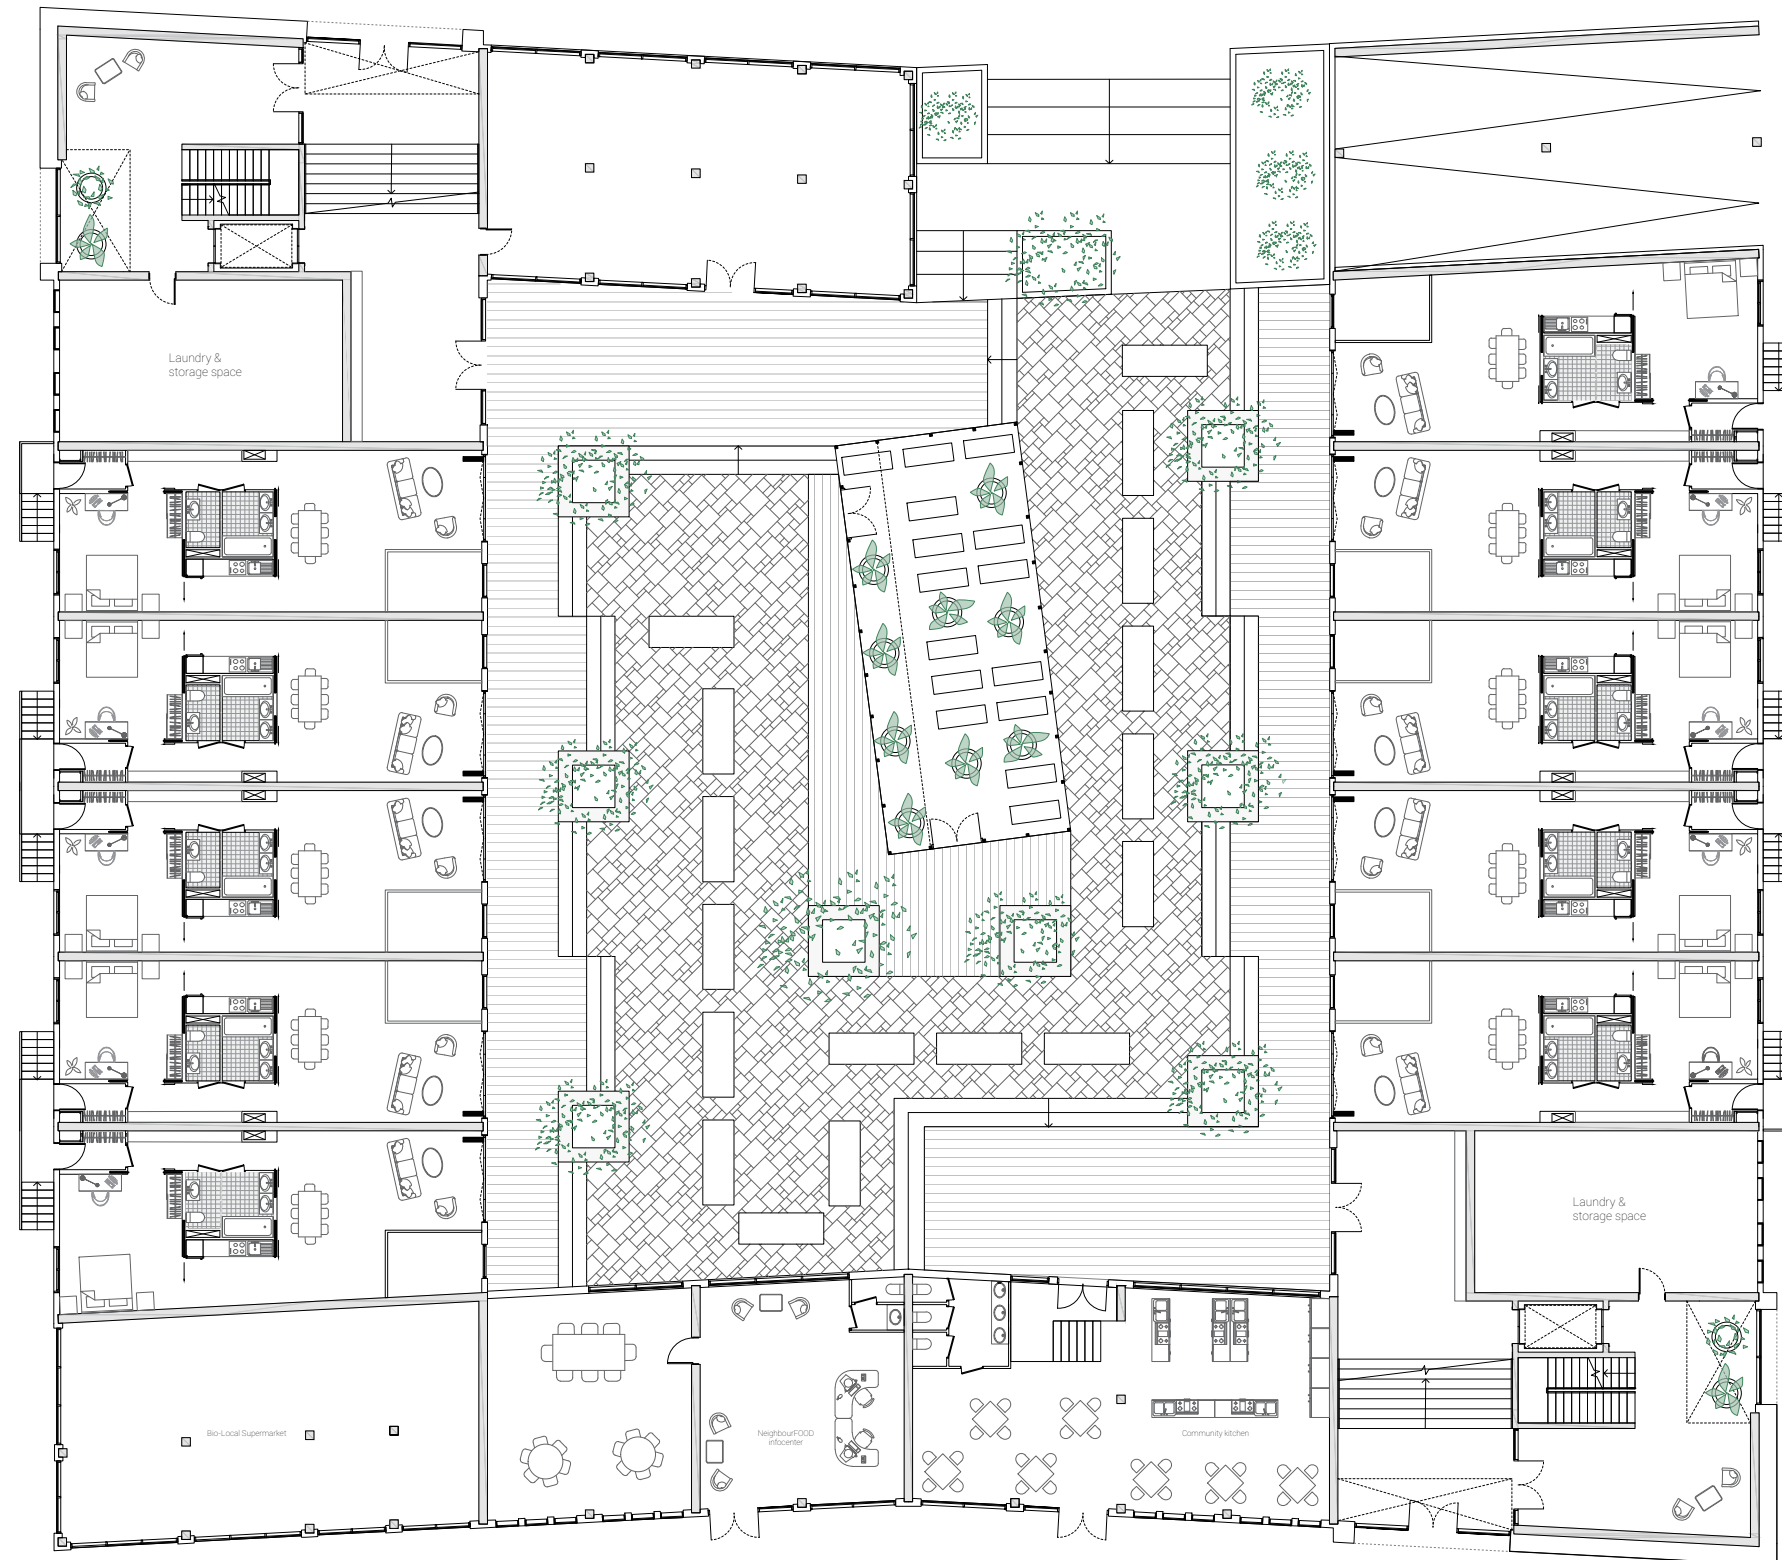 Laundry &
storage space
Laundry &
storage space
Bio-Local Supermarket
NeighbourFOOD
infocenter
Community kitchen